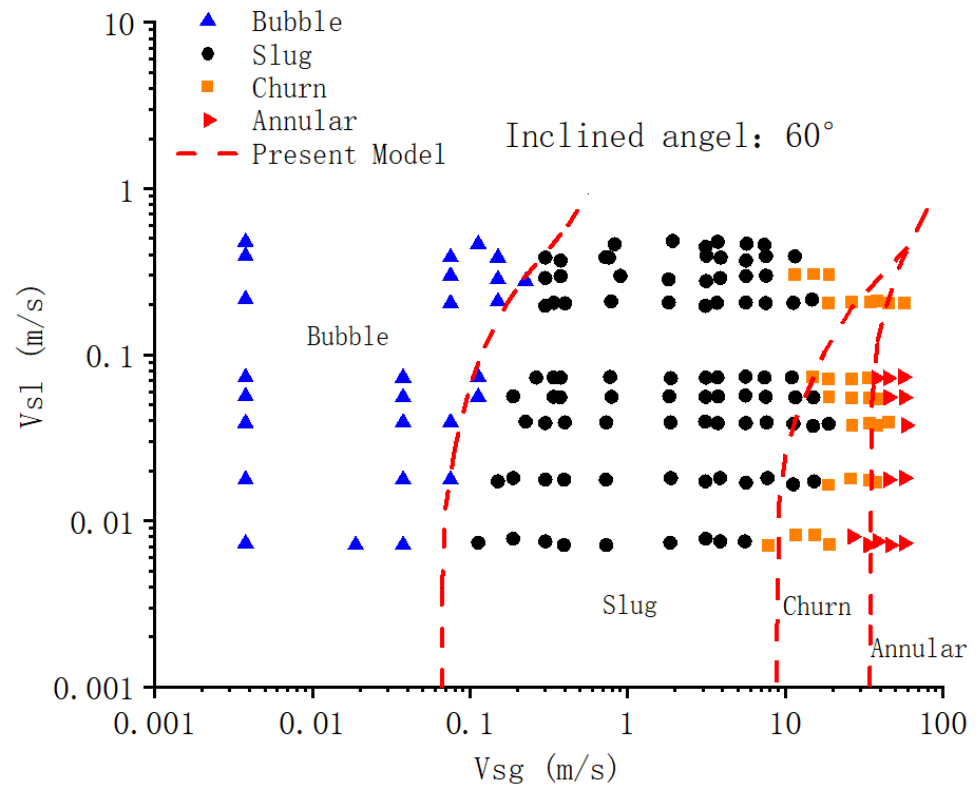 Bubble
Slug
Churn
Annular
Present Model
Inclined angel: 60°
10
1
0.1
0.01
0.001
Vsl (m/s)
Bubble
Slug
Churn
Annular
0.001
0.01
0.1
1
10
100
Vsg (m/s)